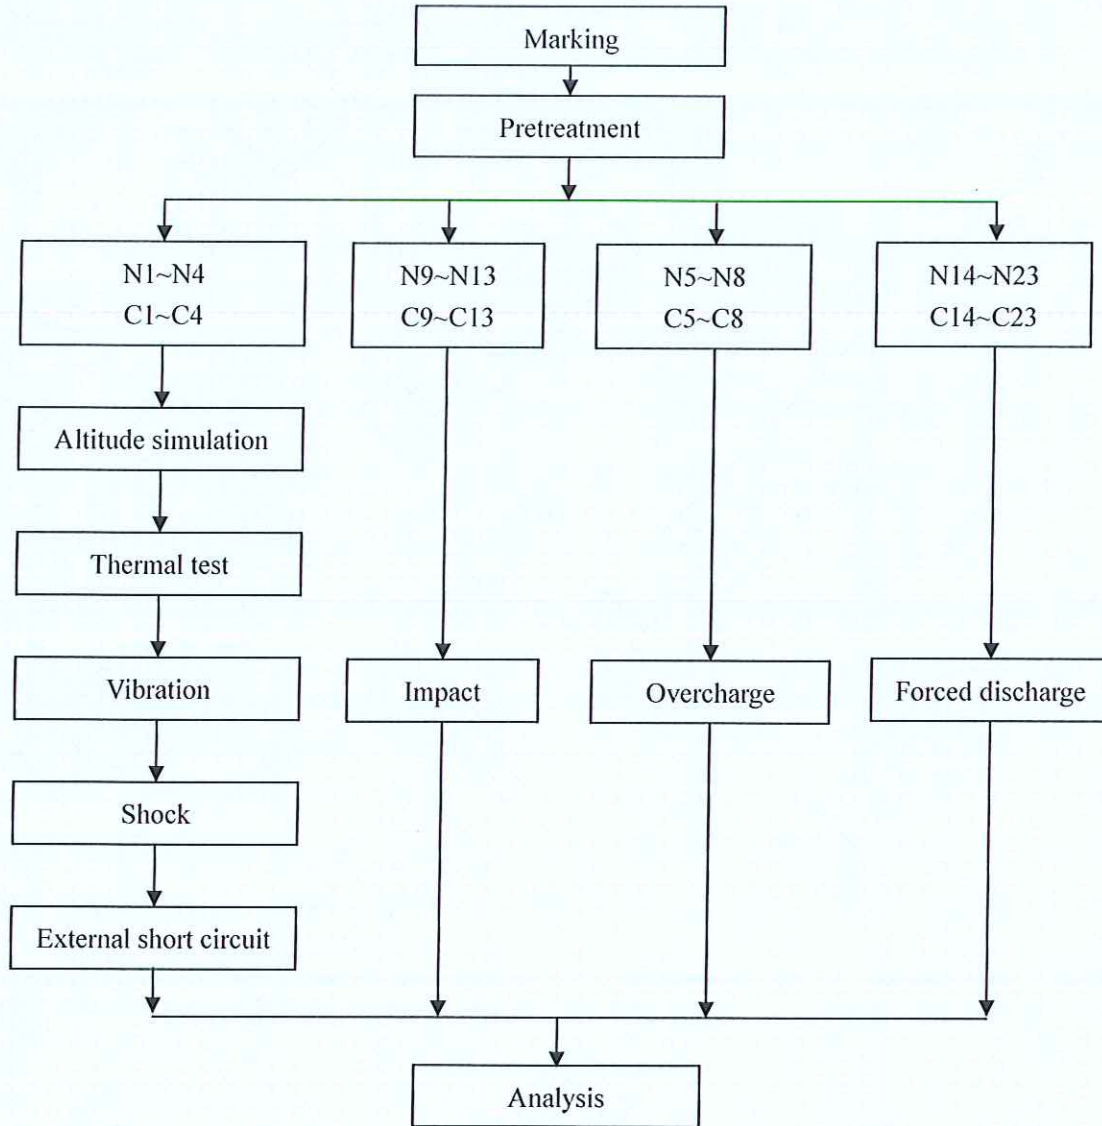 Marking
Pretreatment
N1~N4
C1~C4
N9~N13
C9~C13
N5~N8
C5~C8
N14~N23
C14~C23
Altitude simulation
Thermal test
Vibration
Impact
Overcharge
Forced discharge
Shock
External short circuit
Analysis